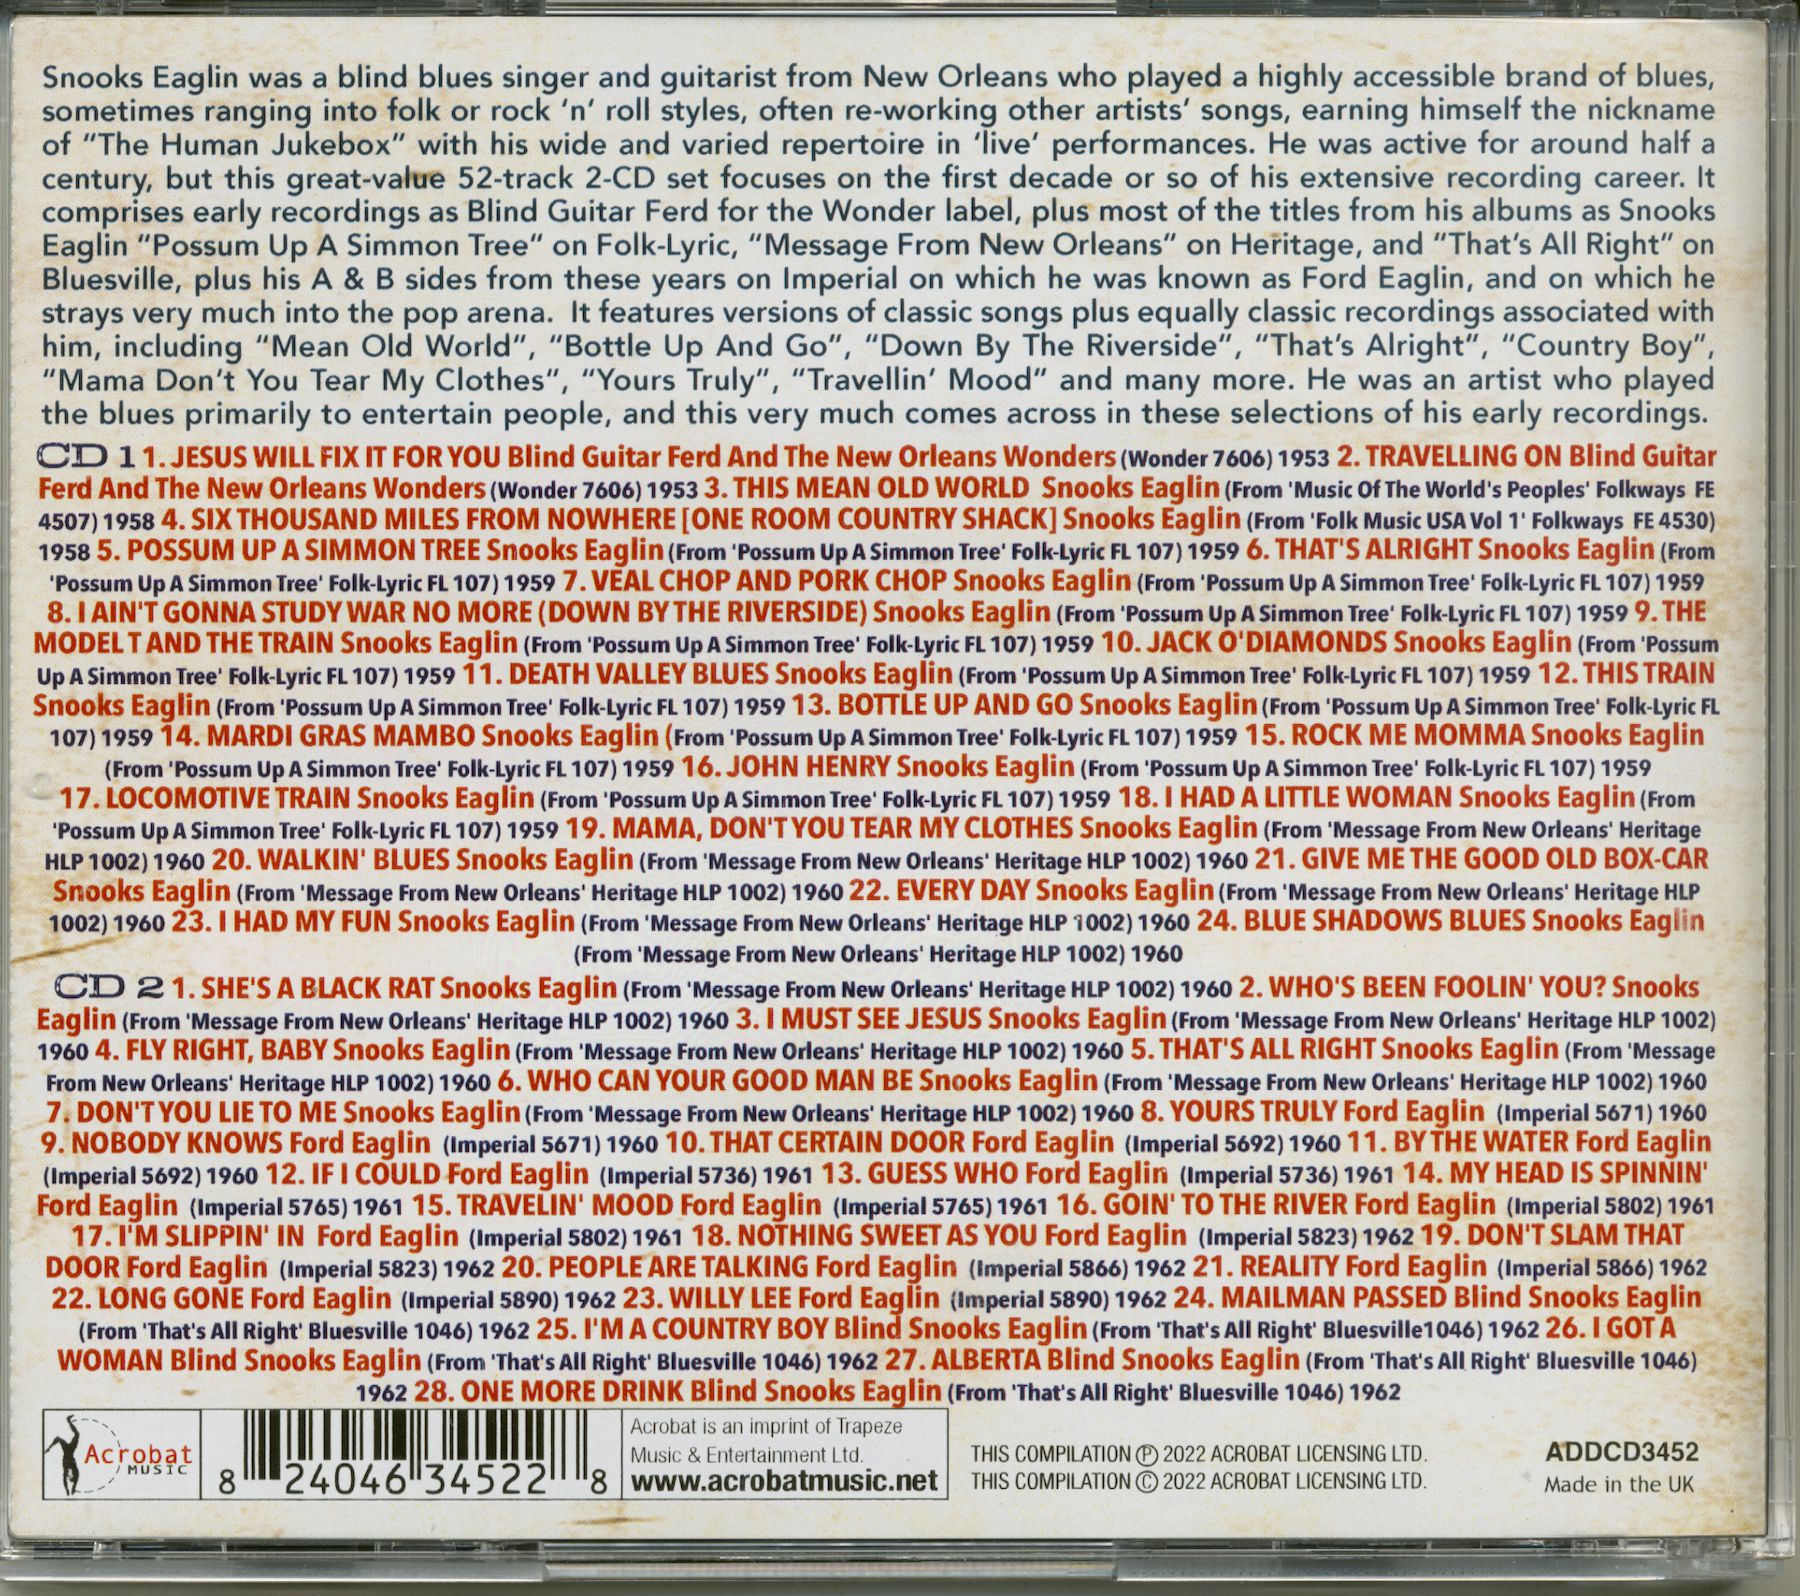 Snooks Eaglin was a blind blues singer and guitarist from New Orleans who played a highly accessible brand of blues,
sometimes ranging into folk or rock ‘n’ roll styles, often re-working other artists’ songs, earning himself the nickname
of “The Human Jukebox” with his wide and varied repertoire in ‘live’ performances. He was active for around half a
century, but this great-value 52-track 2-CD set focuses on the first decade or so of his extensive recording career. It
comprises early recordings as Blind Guitar Ferd for the Wonder label, plus most of the titles from his albums as Snooks
Eaglin “Possum Up A Simmon Tree” on Folk-Lyric, “Message From New Orleans” on Heritage, and “That’s All Right” on
Bluesville, plus his A & B sides from these years on Imperial on which he was known as Ford Eaglin, and on which he
strays very much into the pop arena. It features versions of classic songs plus equally classic recordings associated with
him, including “Mean Old World”, “Bottle Up And Go”, “Down By The Riverside”, “That’s Alright”, “Country Boy”,
“Mama Don’t You Tear My Clothes”, “Yours Truly”, “Travellin’ Mood” and many more. He was an artist who played
the blues primarily to entertain people, and this very much comes across in these selections of his early recordings.
CD 1 1. JESUS WILL FIX IT FOR YOU Blind Guitar Ferd And The New Orleans Wonders (Wonder 7606) 1953 2. TRAVELLING ON Blind Guitar
Ferd And The New Orleans Wonders (Wonder 7606) 1953 3. THIS MEAN OLD WORLD Snooks Eaglin (From 'Music Of The World's Peoples' Folkways FE
4507) 1958 4. SIX THOUSAND MILES FROM NOWHERE [ONE ROOM COUNTRY SHACK] Snooks Eaglin (From 'Folk Music USA Vol 1' Folkways FE 4530)
1958 5. POSSUM UP A SIMMON TREE Snooks Eaglin (From 'Possum Up A Simmon Tree' Folk-Lyric FL 107) 1959 6. THAT'S ALRIGHT Snooks Eaglin (From
'Possum Up A Simmon Tree' Folk-Lyric FL 107) 1959 7. VEAL CHOP AND PORK CHOP Snooks Eaglin (From 'Possum Up A Simmon Tree' Folk-Lyric FL 107) 1959
8. I AIN'T GONNA STUDY WAR NO MORE (DOWN BY THE RIVERSIDE) Snooks Eaglin (From 'Possum Up A Simmon Tree' Folk-Lyric FL 107) 1959 9. THE
MODEL T AND THE TRAIN Snooks Eaglin (From 'Possum Up A Simmon Tree' Folk-Lyric FL 107) 1959 10. JACK O'DIAMONDS Snooks Eaglin (From 'Possum
Up A Simmon Tree' Folk-Lyric FL 107) 1959 11. DEATH VALLEY BLUES Snooks Eaglin (From 'Possum Up A Simmon Tree' Folk-Lyric FL 107) 1959 12. THIS TRAIN
Snooks Eaglin (From 'Possum Up A Simmon Tree' Folk-Lyric FL 107) 1959 13. BOTTLE UP AND GO Snooks Eaglin (From 'Possum Up A Simmon Tree' Folk-Lyric FL
107) 1959 14. MARDI GRAS MAMBO Snooks Eaglin (From 'Possum Up A Simmon Tree' Folk-Lyric FL 107) 1959 15. ROCK ME MOMMA Snooks Eaglin
(From 'Possum Up A Simmon Tree' Folk-Lyric FL 107) 1959 16. JOHN HENRY Snooks Eaglin (From 'Possum Up A Simmon Tree' Folk-Lyric FL 107) 1959
17. LOCOMOTIVE TRAIN Snooks Eaglin (From 'Possum Up A Simmon Tree' Folk-Lyric FL 107) 1959 18. I HAD A LITTLE WOMAN Snooks Eaglin (From
'Possum Up A Simmon Tree' Folk-Lyric FL 107) 1959 19. MAMA, DON'T YOU TEAR MY CLOTHES Snooks Eaglin (From 'Message From New Orleans' Heritage
HLP 1002) 1960 20. WALKIN' BLUES Snooks Eaglin (From 'Message From New Orleans' Heritage HLP 1002) 1960 21. GIVE ME THE GOOD OLD BOX-CAR
Snooks Eaglin (From 'Message From New Orleans' Heritage HLP 1002) 1960 22. EVERY DAY Snooks Eaglin (From 'Message From New Orleans' Heritage HLP
1002) 1960 23. I HAD MY FUN Snooks Eaglin (From 'Message From New Orleans' Heritage HLP 1002) 1960 24. BLUE SHADOWS BLUES Snooks Eaglin
(From 'Message From New Orleans' Heritage HLP 1002) 1960
CD 2 1. SHE'S A BLACK RAT Snooks Eaglin (From 'Message From New Orleans' Heritage HLP 1002) 1960 2. WHO'S BEEN FOOLIN' YOU? Snooks
Eaglin (From 'Message From New Orleans' Heritage HLP 1002) 1960 3. I MUST SEE JESUS Snooks Eaglin (From 'Message From New Orleans' Heritage HLP 1002)
1960 4. FLY RIGHT, BABY Snooks Eaglin (From 'Message From New Orleans' Heritage HLP 1002) 1960 5. THAT'S ALL RIGHT Snooks Eaglin (From 'Message
From New Orleans' Heritage HLP 1002) 1960 6. WHO CAN YOUR GOOD MAN BE Snooks Eaglin (From 'Message From New Orleans' Heritage HLP 1002) 1960
7. DON'T YOU LIE TO ME Snooks Eaglin (From 'Message From New Orleans' Heritage HLP 1002) 1960 8. YOURS TRULY Ford Eaglin (Imperial 5671) 1960
9. NOBODY KNOWS Ford Eaglin (Imperial 5671) 1960 10. THAT CERTAIN DOOR Ford Eaglin (Imperial 5692) 1960 11. BY THE WATER Ford Eaglin
(Imperial 5692) 1960 12. IF I COULD Ford Eaglin (Imperial 5736) 1961 13. GUESS WHO Ford Eaglin (Imperial 5736) 1961 14. MY HEAD IS SPINNIN'
Ford Eaglin (Imperial 5765) 1961 15. TRAVELIN' MOOD Ford Eaglin (Imperial 5765) 1961 16. GOIN' TO THE RIVER Ford Eaglin (Imperial 5802) 1961
17. I'M SLIPPIN' IN Ford Eaglin (Imperial 5802) 1961 18. NOTHING SWEET AS YOU Ford Eaglin (Imperial 5823) 1962 19. DON'T SLAM THAT
DOOR Ford Eaglin (Imperial 5823) 1962 20. PEOPLE ARE TALKING Ford Eaglin (Imperial 5866) 1962 21. REALITY Ford Eaglin (Imperial 5866) 1962
22. LONG GONE Ford Eaglin (Imperial 5890) 1962 23. WILLY LEE Ford Eaglin (Imperial 5890) 1962 24. MAILMAN PASSED Blind Snooks Eaglin
(From 'That's All Right' Bluesville 1046) 1962 25. I'M A COUNTRY BOY Blind Snooks Eaglin (From 'That's All Right' Bluesville1046) 1962 26. I GOT A
WOMAN Blind Snooks Eaglin (From 'That's All Right' Bluesville 1046) 1962 27. ALBERTA Blind Snooks Eaglin (From 'That's All Right' Bluesville 1046)
1962 28. ONE MORE DRINK Blind Snooks Eaglin (From 'That's All Right' Bluesville 1046) 1962
Acrobat
MUSIC
8 24046 34522 8
Acrobat is an imprint of Trapeze
Music & Entertainment Ltd.
www.acrobatmusic.net
THIS COMPILATION Ⓟ 2022 ACROBAT LICENSING LTD.
THIS COMPILATION © 2022 ACROBAT LICENSING LTD.
ADDCD3452
Made in the UK